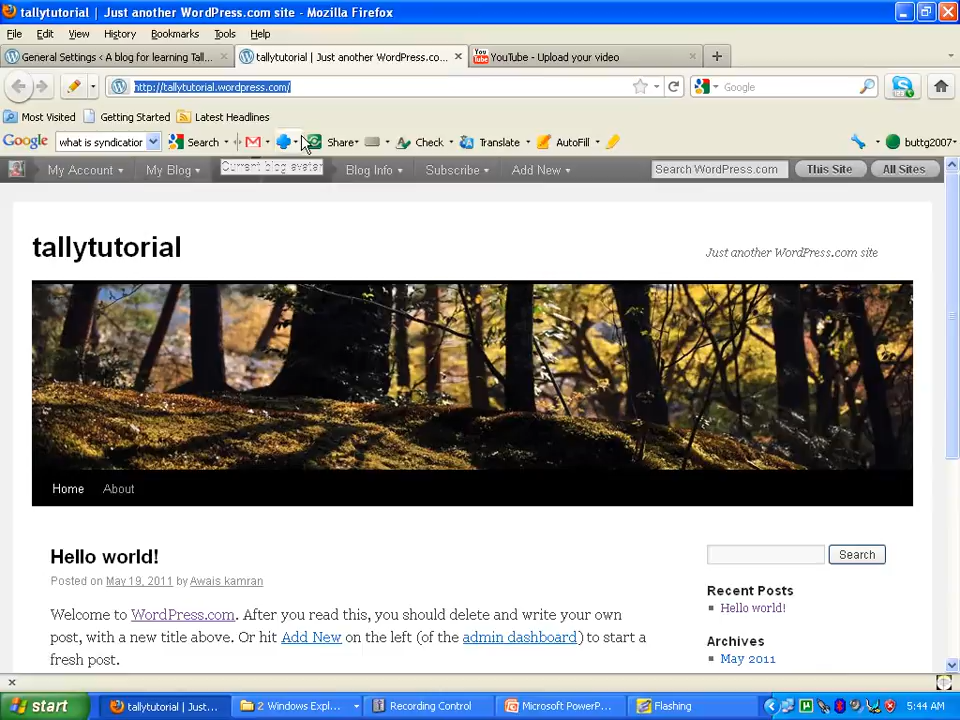 tallytutorial | Just another WordPress.com site - Mozilla Firefox
File Edit View History Bookmarks Tools Help
General Settings ‹ A blog for learning Tall...
tallytutorial | Just another WordPress.co...
You Tube YouTube - Upload your video
http://tallytutorial.wordpress.com/
Google
Most Visited Getting Started Latest Headlines
Google what is syndication Search Share Check Translate AutoFill buttg2007
My Account My Blog Current blog avatar Blog Info Subscribe Add New Search WordPress.com This Site All Sites
tallytutorial
Just another WordPress.com site
Home About
Hello world!
Posted on May 19, 2011 by Awais kamran
Welcome to WordPress.com. After you read this, you should delete and write your own
post, with a new title above. Or hit Add New on the left (of the admin dashboard) to start a
fresh post.
Search
Recent Posts
Hello world!
Archives
May 2011
start tallytutorial | Just... 2 Windows Expl... Recording Control Microsoft PowerP... Flashing 5:44 AM